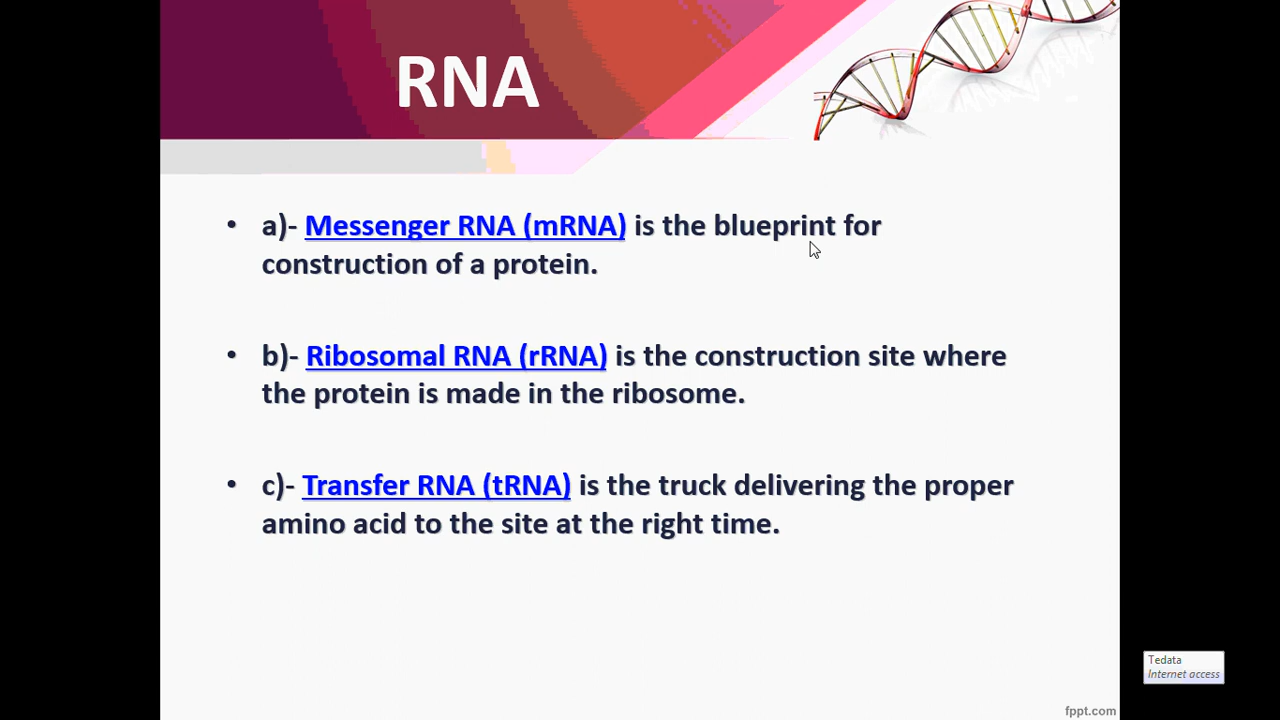 RNA
• a)- Messenger RNA (mRNA) is the blueprint for
construction of a protein.
• b)- Ribosomal RNA (rRNA) is the construction site where
the protein is made in the ribosome.
• c)- Transfer RNA (tRNA) is the truck delivering the proper
amino acid to the site at the right time.
Tedata
Internet access
fppt.com